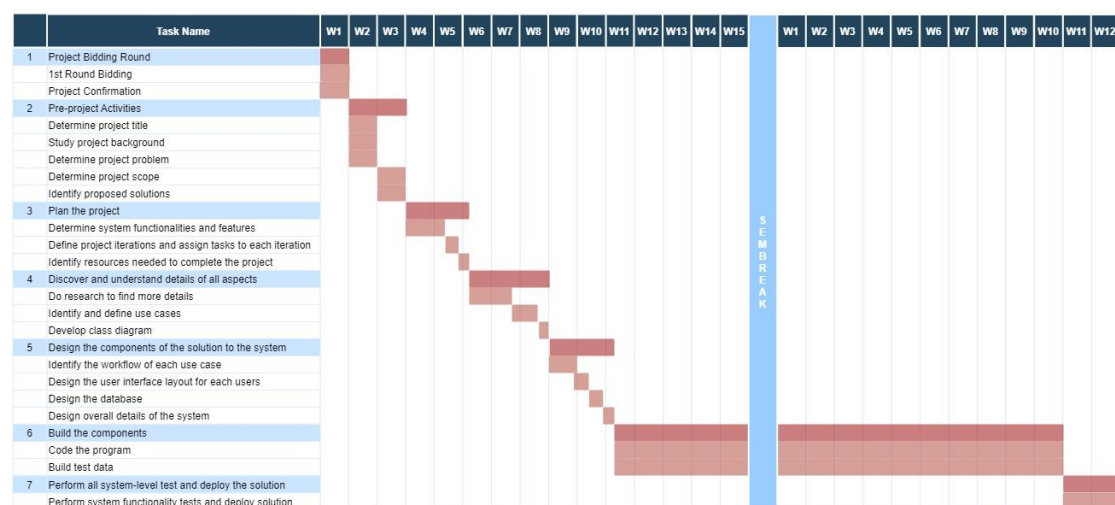 Task Name W1 W2 W3 W4 W5 W6 W7 W8 W9 W10 W11 W12 W13 W14 W15 W1 W2 W3 W4 W5 W6 W7 W8 W9 W10 W11 W12
1 Project Bidding Round
1st Round Bidding
Project Confirmation
2 Pre-project Activities
Determine project title
Study project background
Determine project problem
Determine project scope
Identify proposed solutions
3 Plan the project
Determine system functionalities and features
Define project iterations and assign tasks to each iteration
Identify resources needed to complete the project
4 Discover and understand details of all aspects
Do research to find more details
Identify and define use cases
Develop class diagram
5 Design the components of the solution to the system
Identify the workflow of each use case
Design the user interface layout for each users
Design the database
Design overall details of the system
6 Build the components
Code the program
Build test data
7 Perform all system-level test and deploy the solution
Perform system functionality tests and deploy solution
SEMBREAK